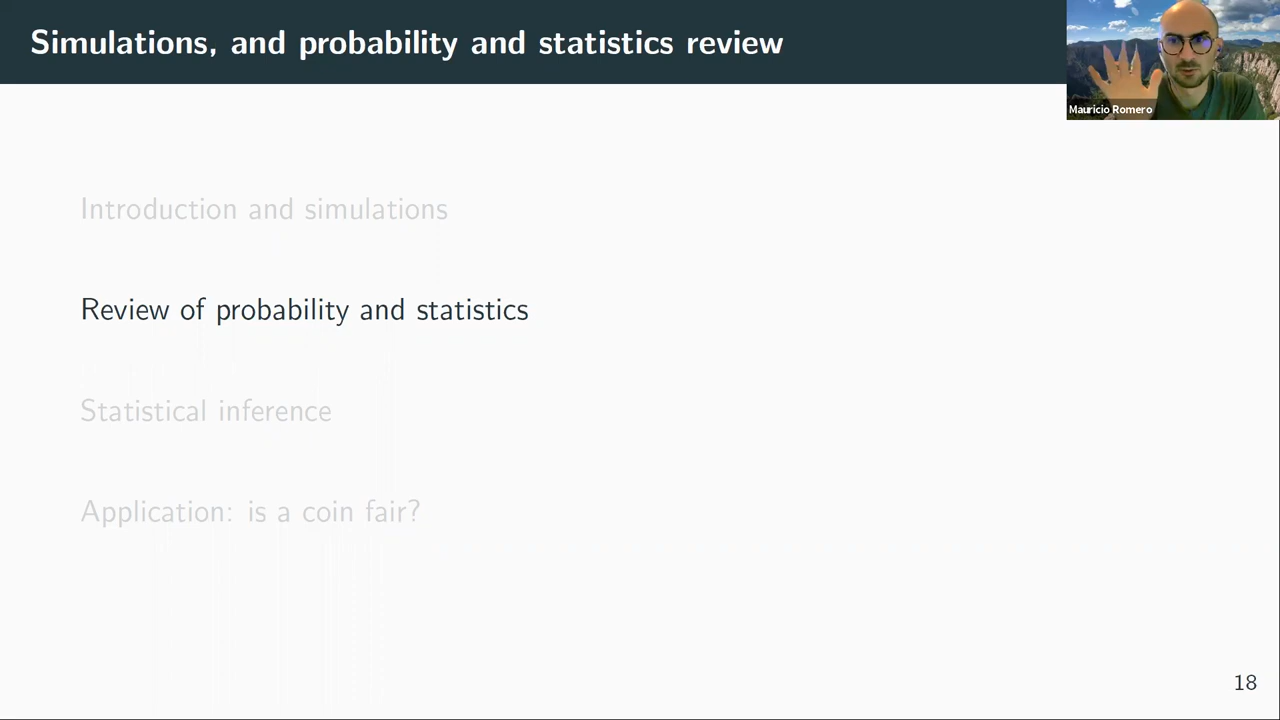 Simulations, and probability and statistics review
Mauricio Romero
Introduction and simulations
Review of probability and statistics
Statistical inference
Application: is a coin fair?
18